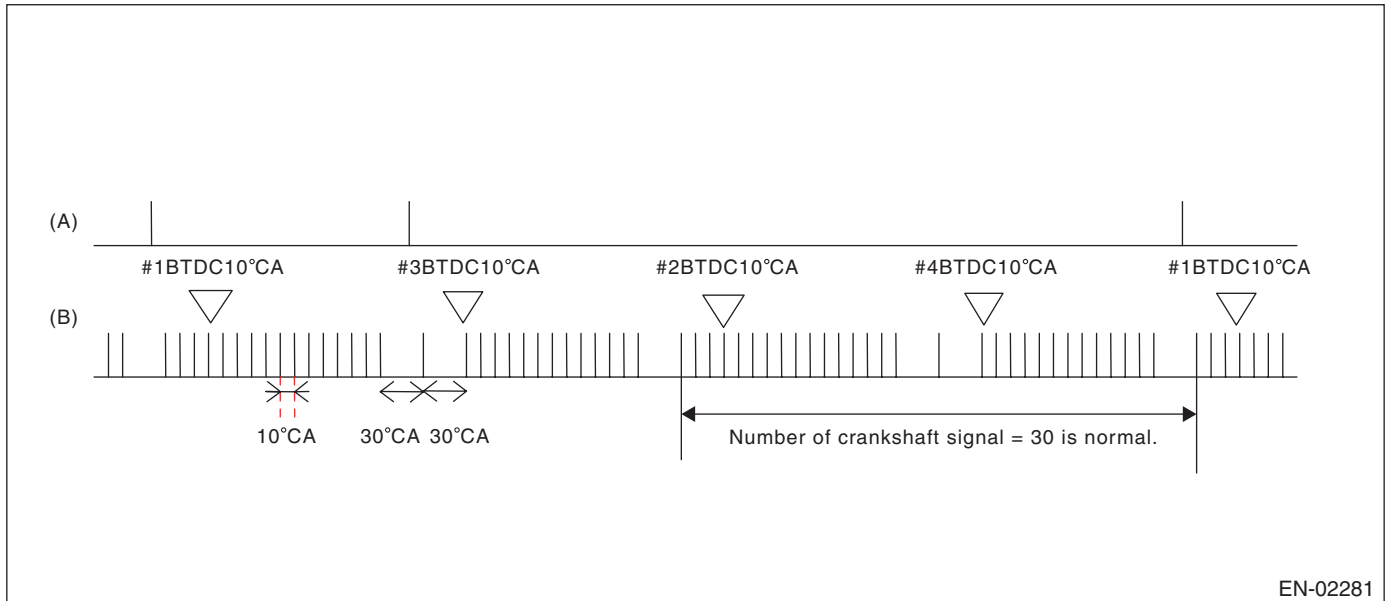 (A)
#1BTDC10°CA #3BTDC10°CA #2BTDC10°CA #4BTDC10°CA #1BTDC10°CA
(B)
10°CA 30°CA 30°CA Number of crankshaft signal = 30 is normal.
EN-02281